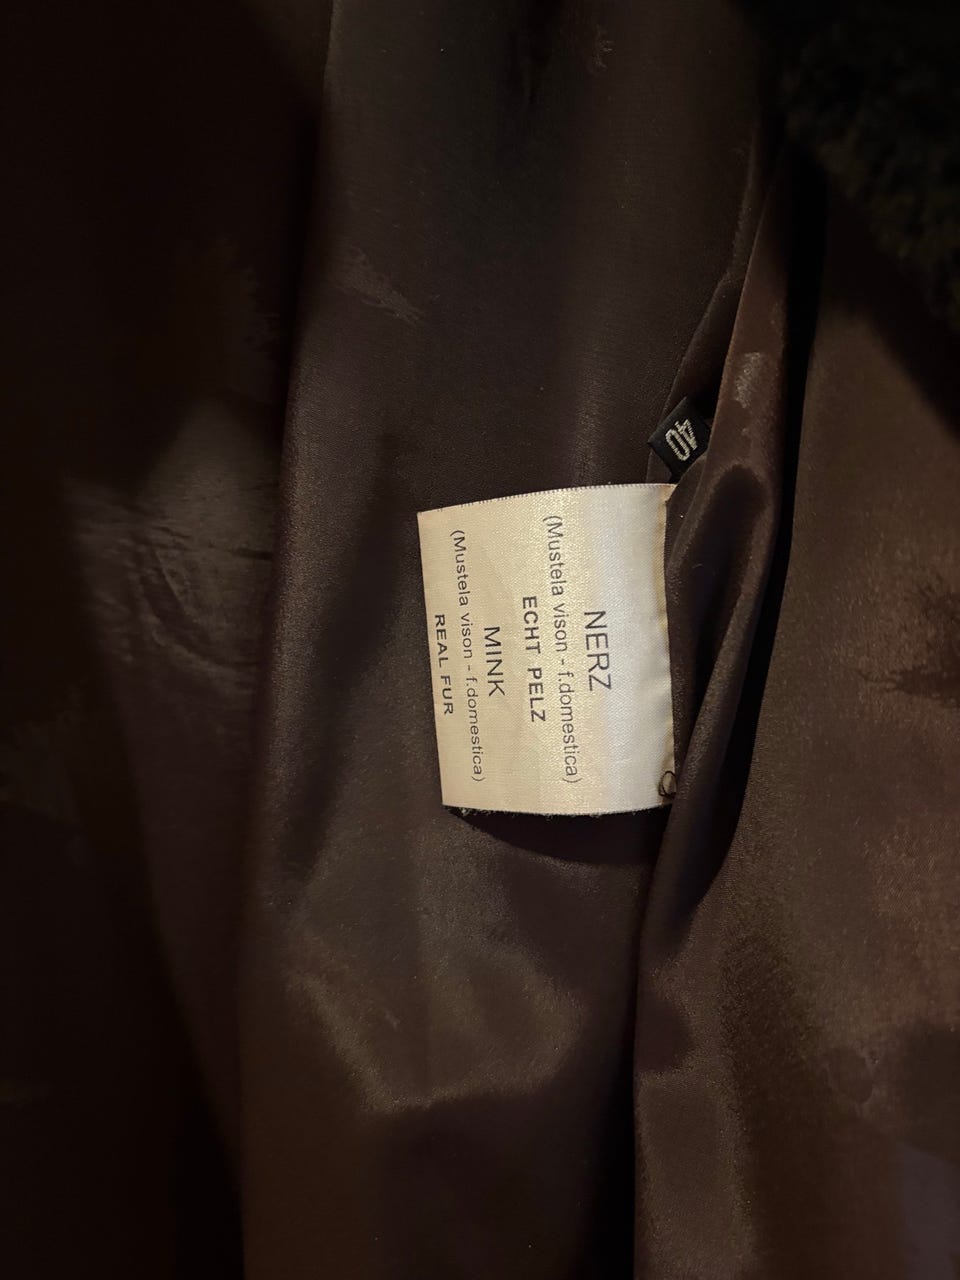 40
NERZ
(Mustela vison - f.domestica)
ECHT PELZ
MINK
(Mustela vison - f.domestica)
REAL FUR